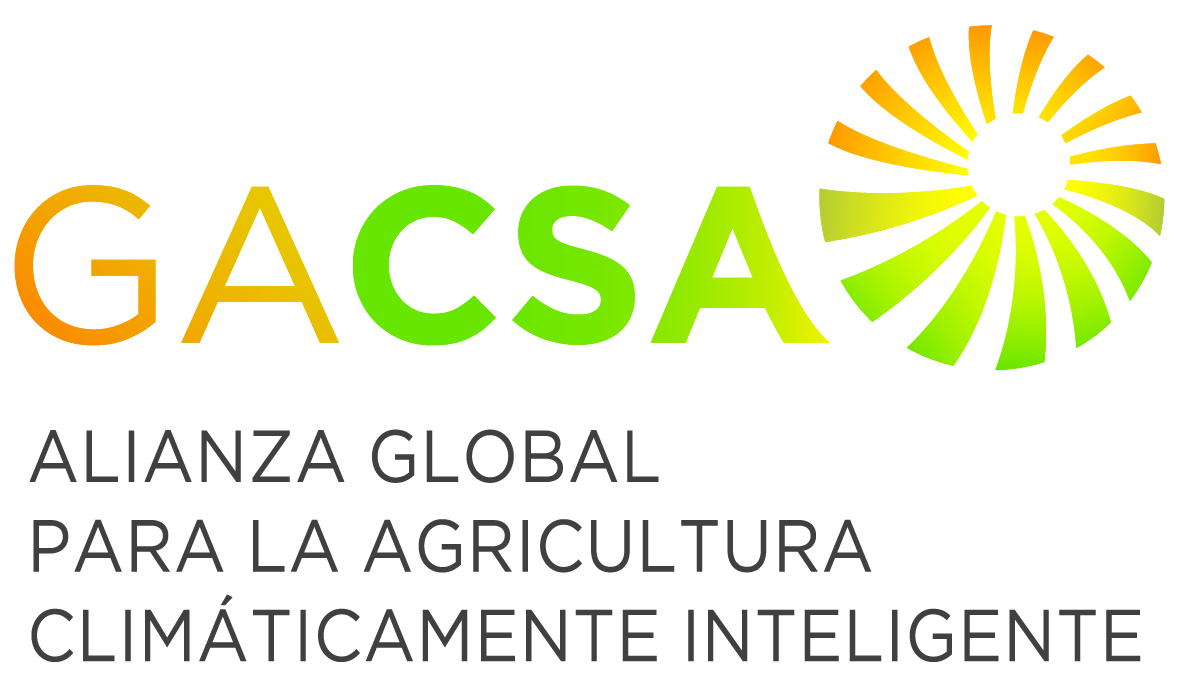 GACSA
ALIANZA GLOBAL
PARA LA AGRICULTURA
CLIMÁTICAMENTE INTELIGENTE